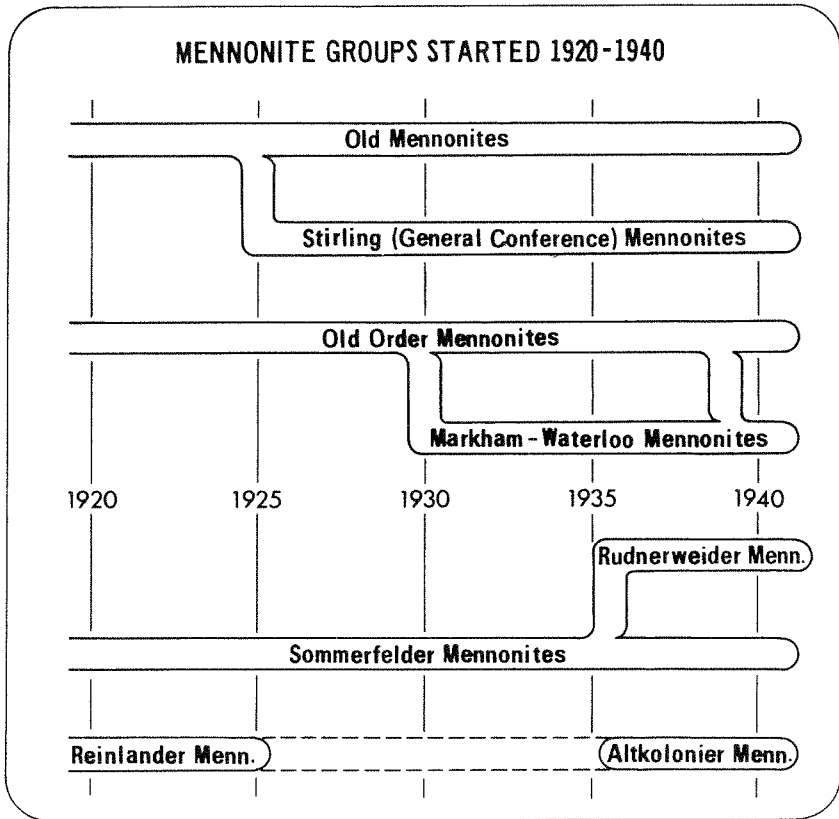 MENNONITE GROUPS STARTED 1920-1940
Old Mennonites
Stirling (General Conference) Mennonites
Old Order Mennonites
Markham-Waterloo Mennonites
1920 1925 1930 1935 1940
Rudnerweider Menn.
Sommerfelder Mennonites
Reinlander Menn. Altkolonier Menn.